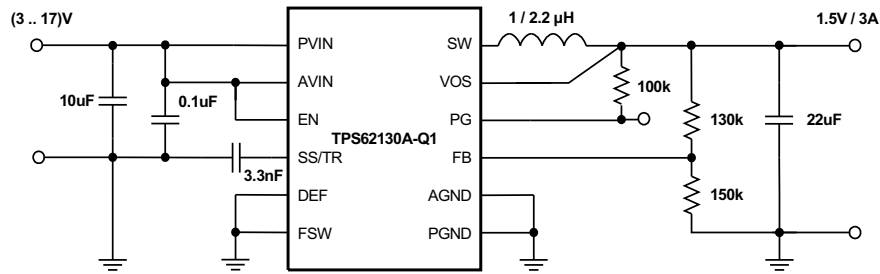 (3 .. 17)V
1 / 2.2 µH
1.5V / 3A
PVIN
SW
AVIN
VOS
10uF
0.1uF
100k
EN
PG
130k
22uF
TPS62130A-Q1
SS/TR
FB
3.3nF
DEF
AGND
150k
FSW
PGND